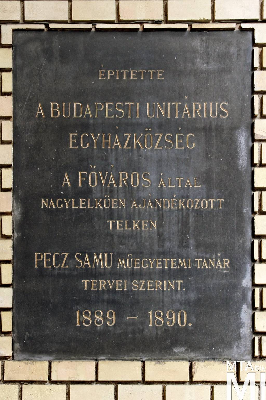 ÉPITETTE
A BUDAPESTI UNITÁRIUS
EGYHÁZKÖZSÉG
A FŐVÁROS ÁLTAL
NAGYLELKÜEN AJÁNDÉKOZOTT
TELKEN
PECZ SAMU MŰEGYETEMI TANÁR
TERVEI SZERINT.
1889 - 1890.